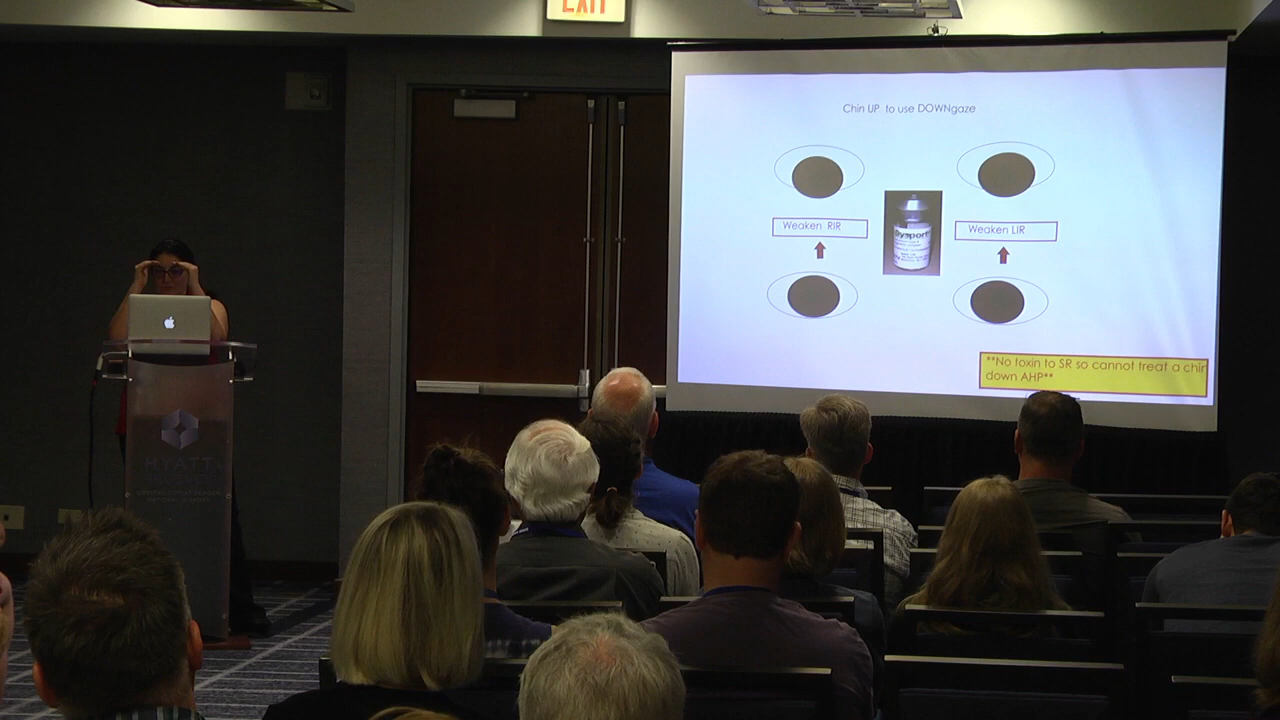 EXIT
Chin UP to use DOWNgaze
Weaken RIR
Weaken LIR
Dysport
**No toxin to SR so cannot treat a chin
down AHP**
HYATT